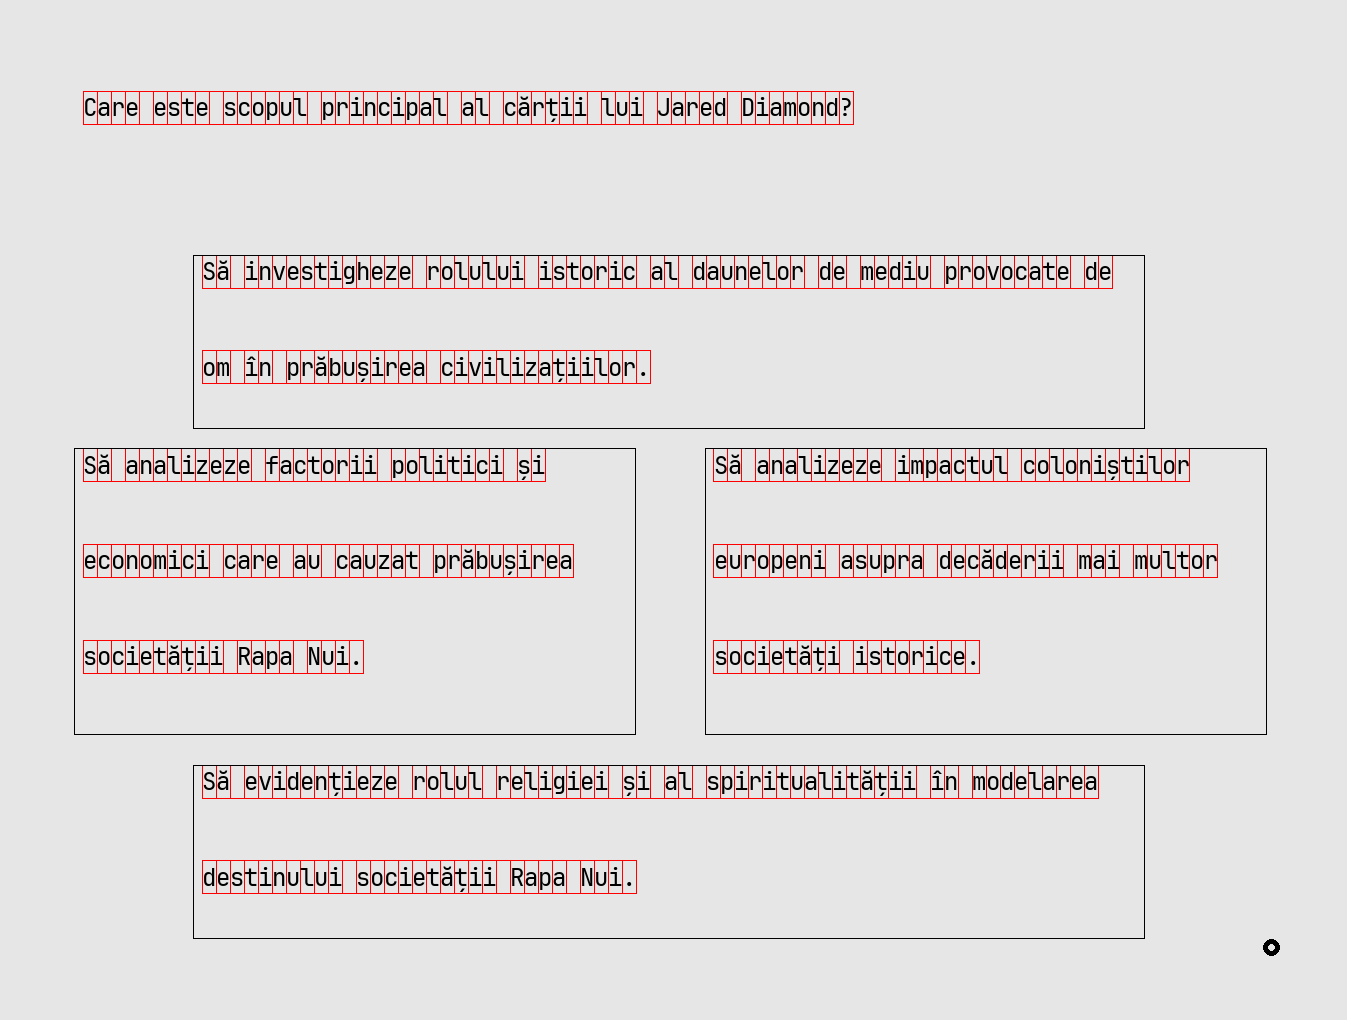 Care este scopul principal al cărții lui Jared Diamond?
Să investigheze rolului istoric al daunelor de mediu provocate de
om în prăbușirea civilizațiilor.
Să analizeze factorii politici și
economici care au cauzat prăbușirea
societății Rapa Nui.
Să analizeze impactul coloniștilor
europeni asupra decăderii mai multor
societăți istorice.
Să evidențieze rolul religiei și al spiritualității în modelarea
destinului societății Rapa Nui.